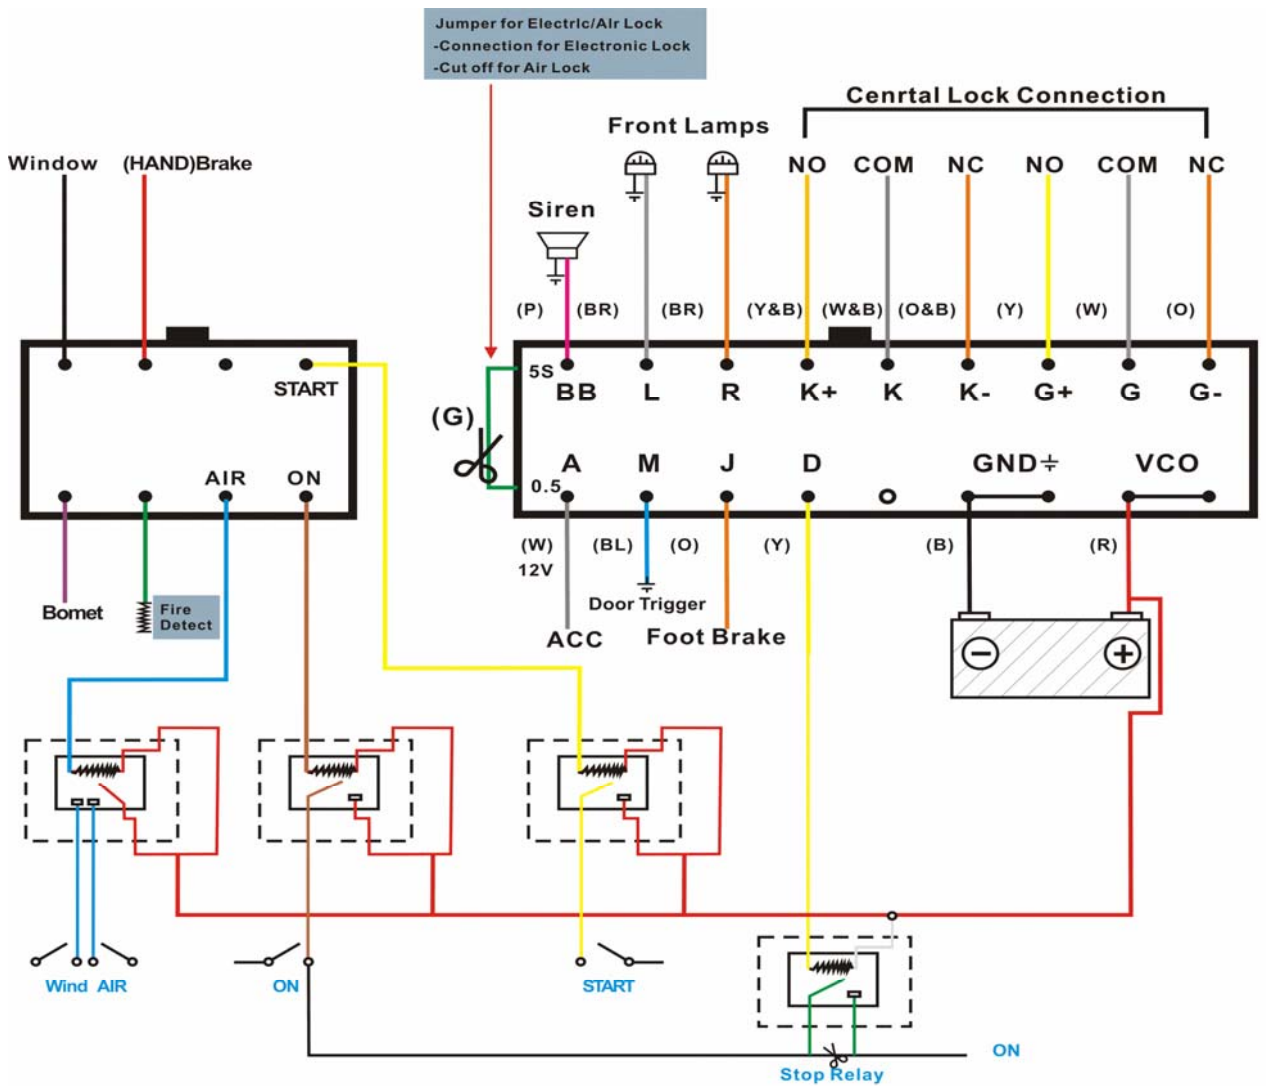 Jumper for Electric/Air Lock
-Connection for Electronic Lock
-Cut off for Air Lock
Cenrtal Lock Connection
Front Lamps
Window (HAND)Brake
NO COM NC NO COM NC
Siren
(P) (BR) (BR) (Y&B) (W&B) (O&B) (Y) (W) (O)
START
5S
BB L R K+ K K- G+ G G-
(G)
AIR ON
A M J D GND VCO
0.5
(W) (BL) (O) (Y) (B) (R)
12V
Door Trigger
ACC Foot Brake
Bomet
Fire
Detect
− +
Wind AIR ON START
ON
Stop Relay